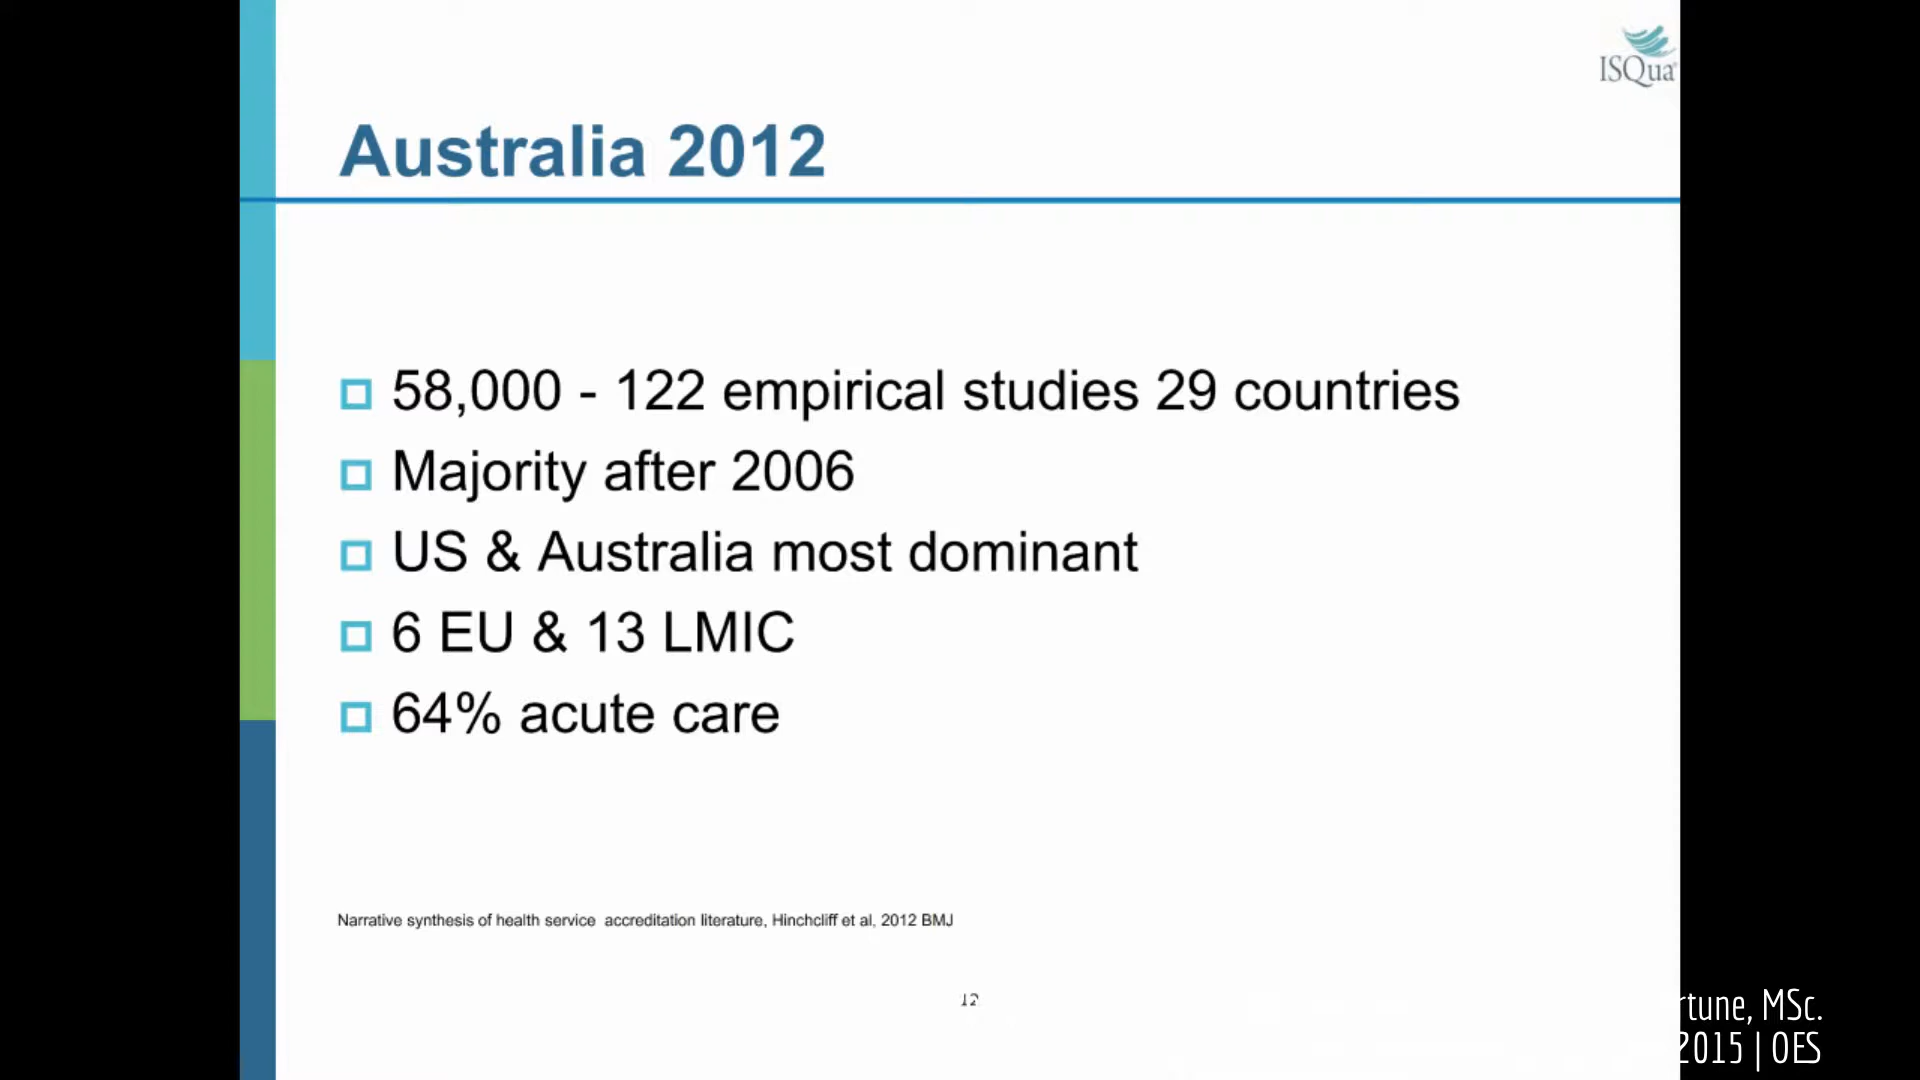 ISQua
Australia 2012
58,000 - 122 empirical studies 29 countries
Majority after 2006
US & Australia most dominant
6 EU & 13 LMIC
64% acute care
Narrative synthesis of health service accreditation literature, Hinchcliff et al, 2012 BMJ
12
MSc.
2015 | OES